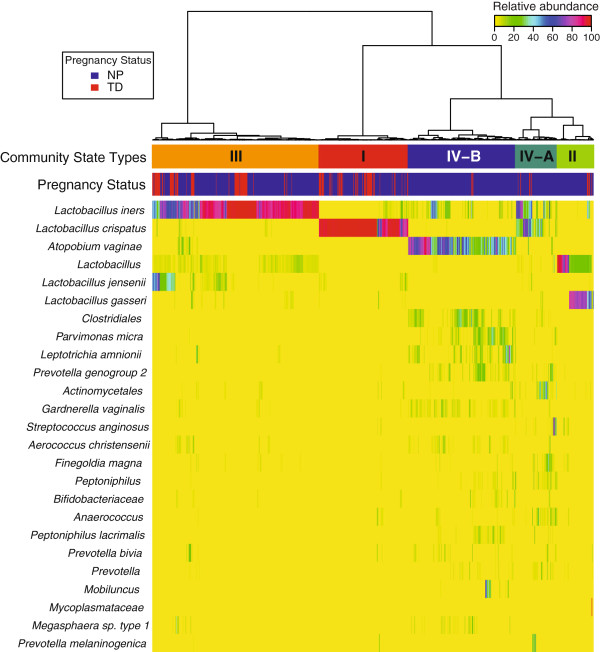 Relative abundance
0 20 40 60 80 100
Pregnancy Status
NP
TD
Community State Types III I IV-B IV-A II
Pregnancy Status
Lactobacillus iners
Lactobacillus crispatus
Atopobium vaginae
Lactobacillus
Lactobacillus jensenii
Lactobacillus gasseri
Clostridiales
Parvimonas micra
Leptotrichia amnionii
Prevotella genogroup 2
Actinomycetales
Gardnerella vaginalis
Streptococcus anginosus
Aerococcus christensenii
Finegoldia magna
Peptoniphilus
Bifidobacteriaceae
Anaerococcus
Peptoniphilus lacrimalis
Prevotella bivia
Prevotella
Mobiluncus
Mycoplasmataceae
Megasphaera sp. type 1
Prevotella melaninogenica